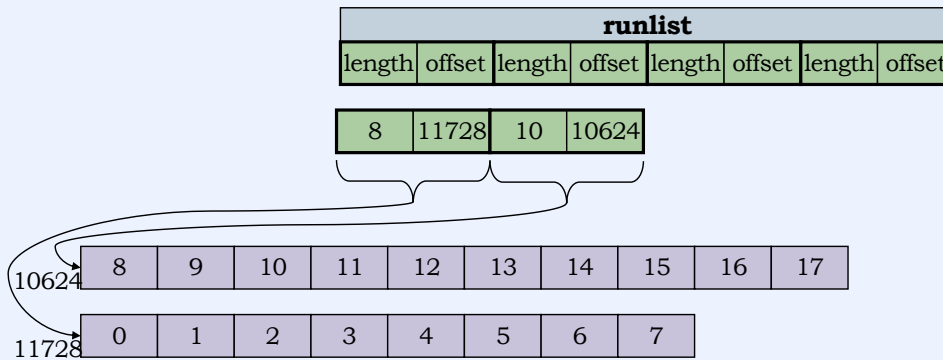 runlist
length offset length offset length offset length offset
8 11728 10 10624
10624 8 9 10 11 12 13 14 15 16 17
11728 0 1 2 3 4 5 6 7